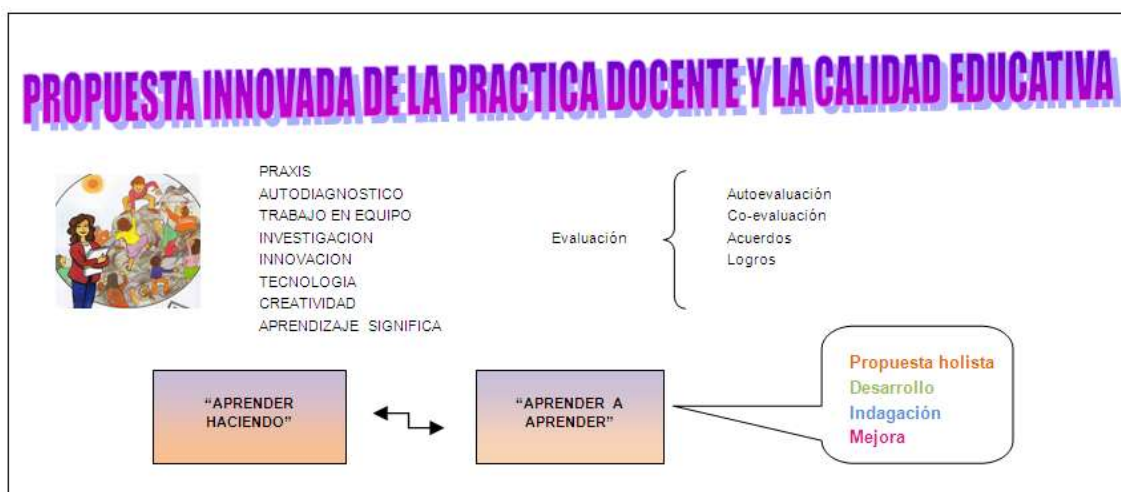 PROPUESTA INNOVADA DE LA PRACTICA DOCENTE Y LA CALIDAD EDUCATIVA
PRAXIS
AUTODIAGNOSTICO
TRABAJO EN EQUIPO
INVESTIGACION
INNOVACION
TECNOLOGIA
CREATIVIDAD
APRENDIZAJE SIGNIFICA
Evaluación
Autoevaluación
Co-evaluación
Acuerdos
Logros
“APRENDER
HACIENDO”
“APRENDER A
APRENDER”
Propuesta holista
Desarrollo
Indagación
Mejora